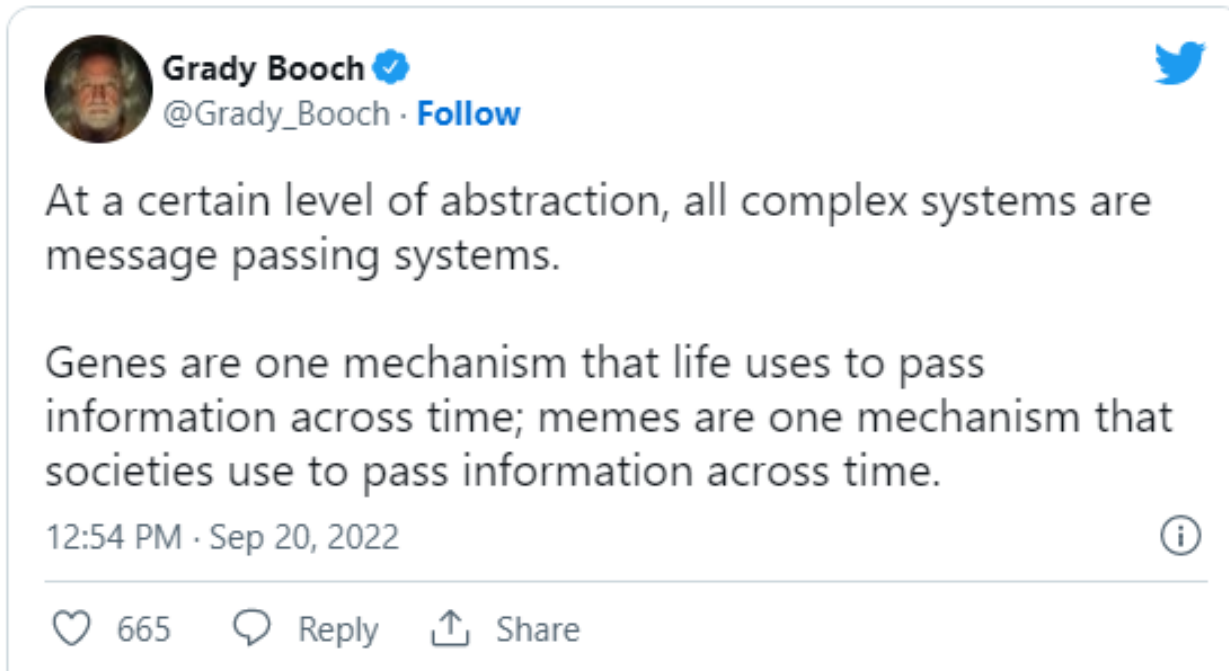 Grady Booch
@Grady_Booch · Follow
At a certain level of abstraction, all complex systems are
message passing systems.
Genes are one mechanism that life uses to pass
information across time; memes are one mechanism that
societies use to pass information across time.
12:54 PM · Sep 20, 2022
665 Reply Share